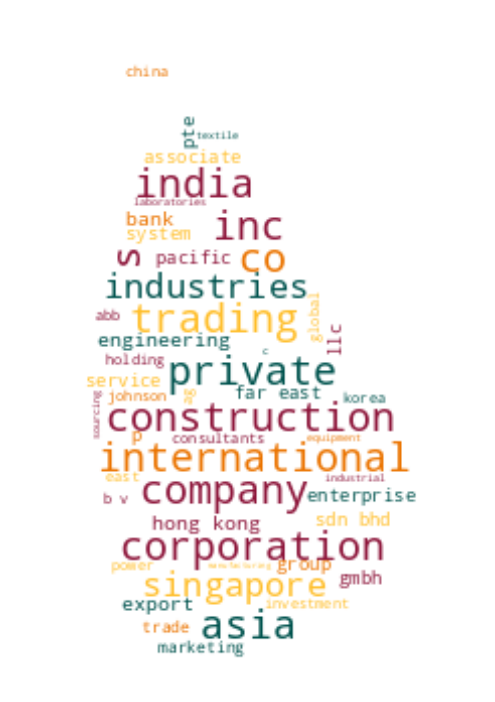 china
pte
textile
associate
india
laboratories
bank
inc
system
s
pacific
co
industries
abb
trading
global
engineering
llc
c
holding
private
service
far east
johnson
ag
korea
sourcing
construction
p
consultants
equipment
international
east
industrial
b v
company
enterprise
hong kong
sdn bhd
corporation
power
manufacturing
group
singapore
gmbh
export
investment
trade
asia
marketing